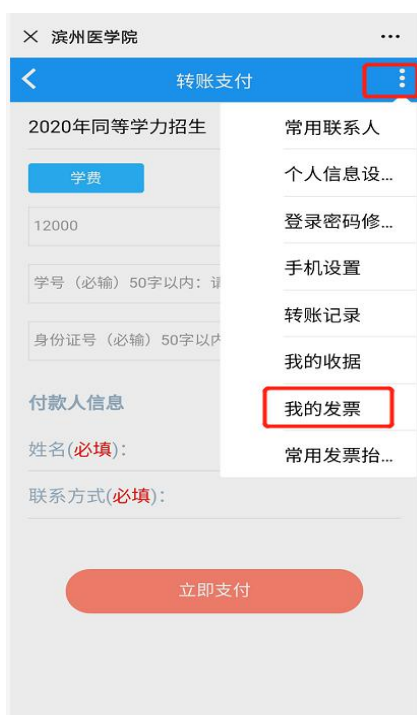 滨州医学院
转账支付
2020年同等学力招生
学费
12000
学号（必输）50字以内：请
身份证号（必输）50字以内
付款人信息
姓名(必填):
联系方式(必填):
立即支付
常用联系人
个人信息设...
登录密码修...
手机设置
转账记录
我的收据
我的发票
常用发票抬...